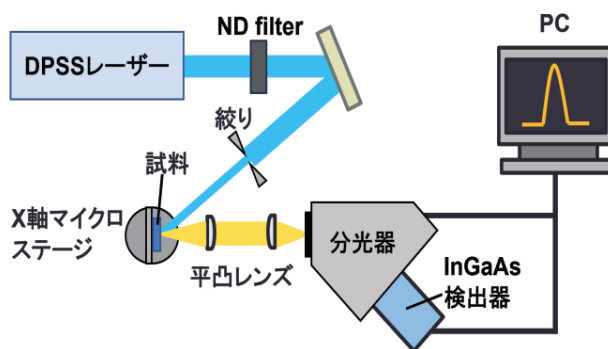 ND filter
PC
DPSSレーザー
絞り
試料
X軸マイクロ
ステージ
平凸レンズ
分光器
InGaAs
検出器